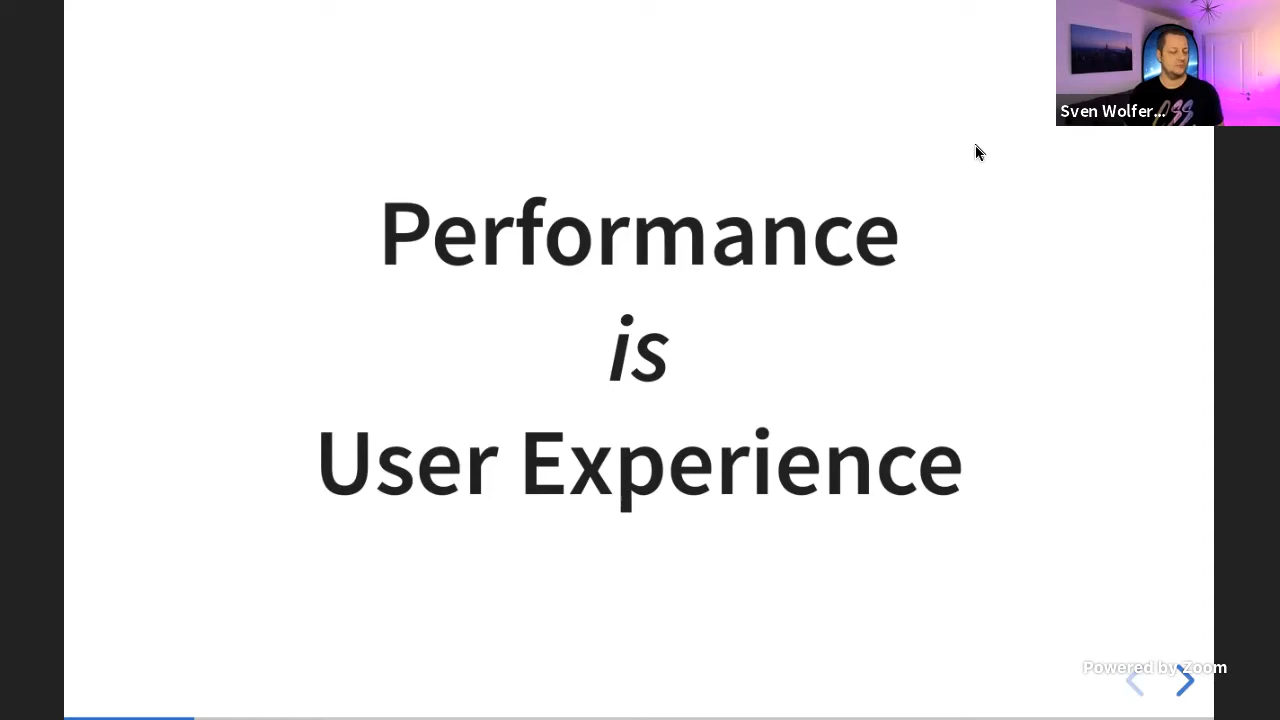 Sven Wolfer...
Performance
is
User Experience
Powered by Zoom